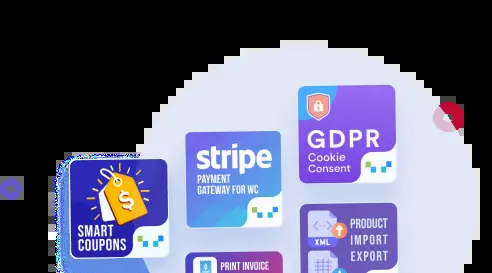 GDPR
Cookie
Consent
stripe
PAYMENT
GATEWAY FOR WC
$
SMART
COUPONS
XML
PRODUCT
IMPORT
EXPORT
$
PRINT INVOICE